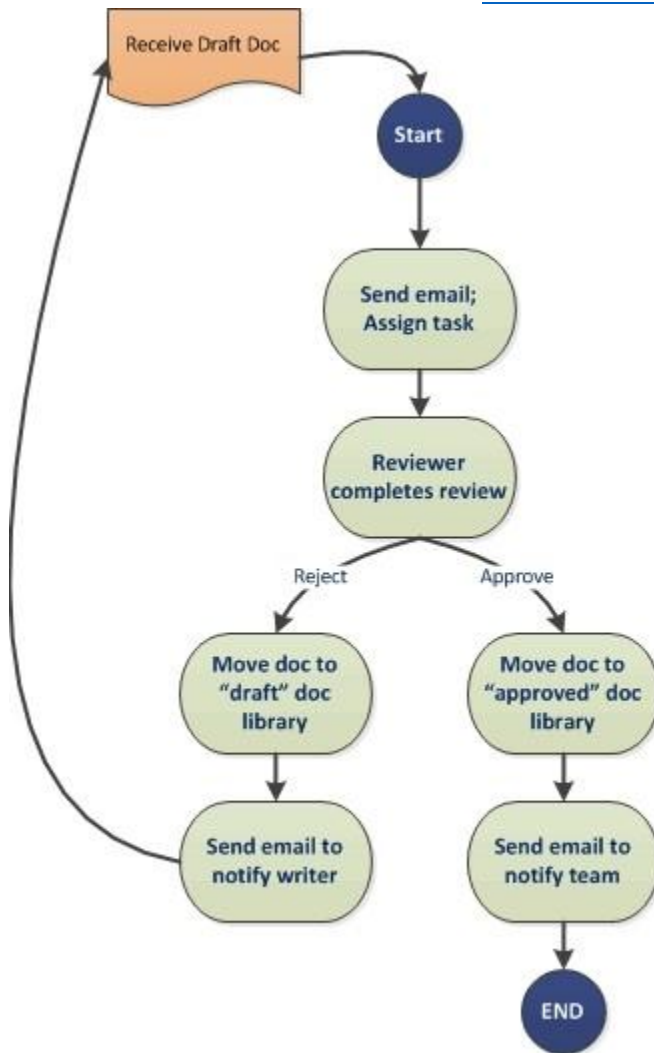 Receive Draft Doc
Start
Send email;
Assign task
Reviewer
completes review
Reject
Approve
Move doc to
“draft” doc
library
Move doc to
“approved” doc
library
Send email to
notify writer
Send email to
notify team
END